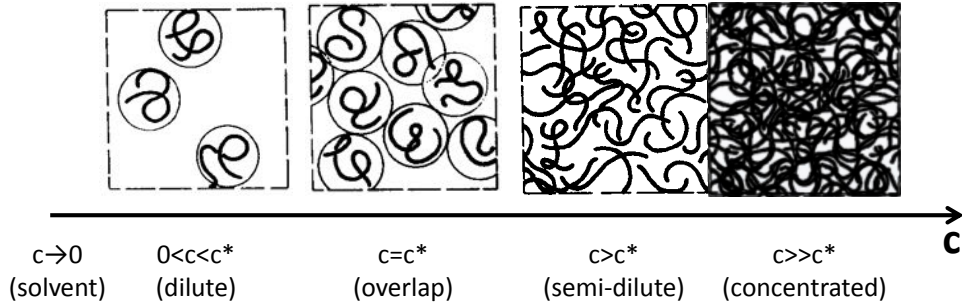 c
c→0
(solvent)
0<c<c*
(dilute)
c=c*
(overlap)
c>c*
(semi-dilute)
c>>c*
(concentrated)